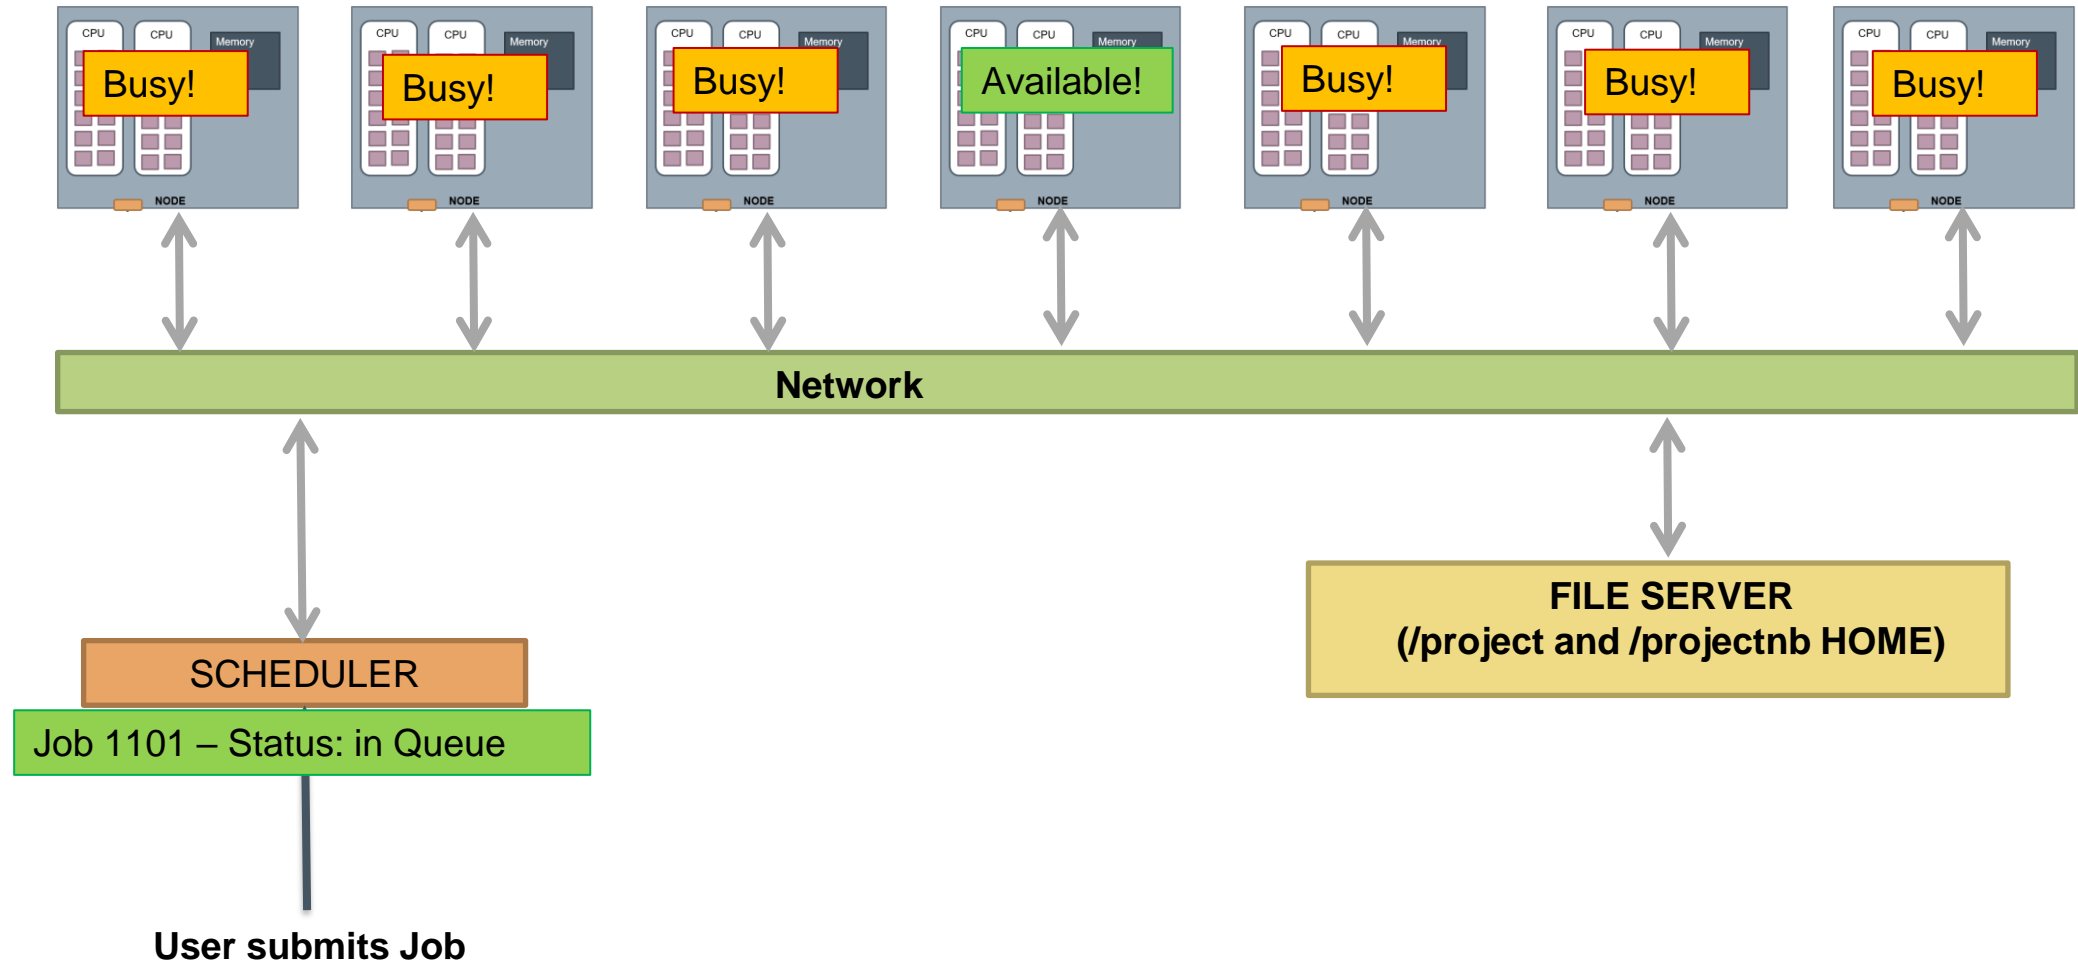 CPU CPU Memory
Busy!
NODE
CPU CPU Memory
Busy!
NODE
CPU CPU Memory
Busy!
NODE
CPU CPU Memory
Available!
NODE
CPU CPU Memory
Busy!
NODE
CPU CPU Memory
Busy!
NODE
CPU CPU Memory
Busy!
NODE
Network
FILE SERVER
(/project and /projectnb HOME)
SCHEDULER
Job 1101 – Status: in Queue
User submits Job